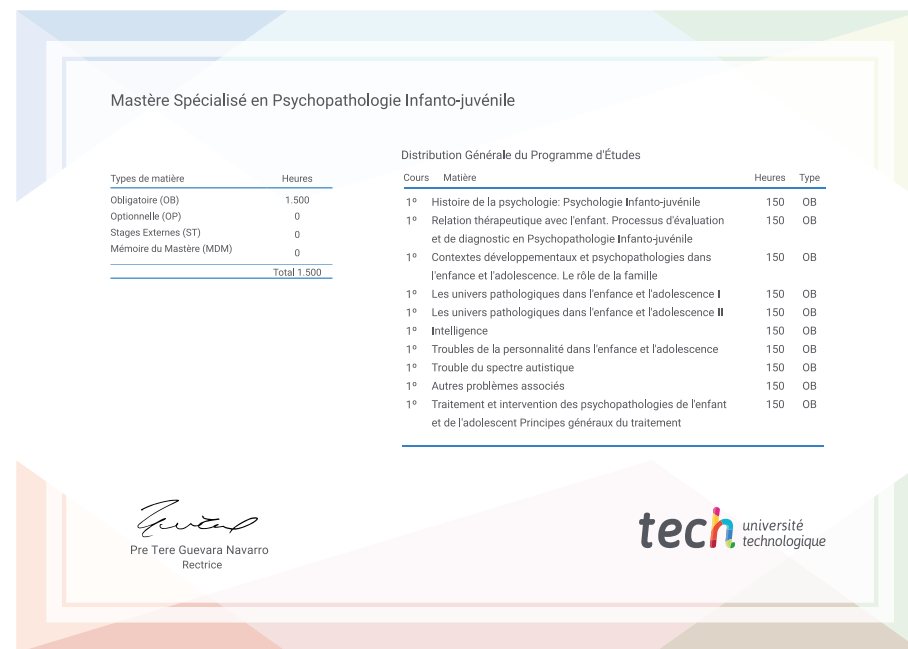 Mastère Spécialisé en Psychopathologie Infanto-juvénile
Types de matière Heures
Obligatoire (OB) 1.500
Optionnelle (OP) 0
Stages Externes (ST) 0
Mémoire du Mastère (MDM) 0
Total 1.500
Distribution Générale du Programme d'Études
Cours Matière Heures Type
1º Histoire de la psychologie: Psychologie Infanto-juvénile 150 OB
1º Relation thérapeutique avec l'enfant. Processus d'évaluation 150 OB
et de diagnostic en Psychopathologie Infanto-juvénile
1º Contextes développementaux et psychopathologies dans 150 OB
l'enfance et l'adolescence. Le rôle de la famille
1º Les univers pathologiques dans l'enfance et l'adolescence I 150 OB
1º Les univers pathologiques dans l'enfance et l'adolescence II 150 OB
1º Intelligence 150 OB
1º Troubles de la personnalité dans l'enfance et l'adolescence 150 OB
1º Trouble du spectre autistique 150 OB
1º Autres problèmes associés 150 OB
1º Traitement et intervention des psychopathologies de l'enfant 150 OB
et de l'adolescent Principes généraux du traitement
Pre Tere Guevara Navarro
Rectrice
tech université
technologique